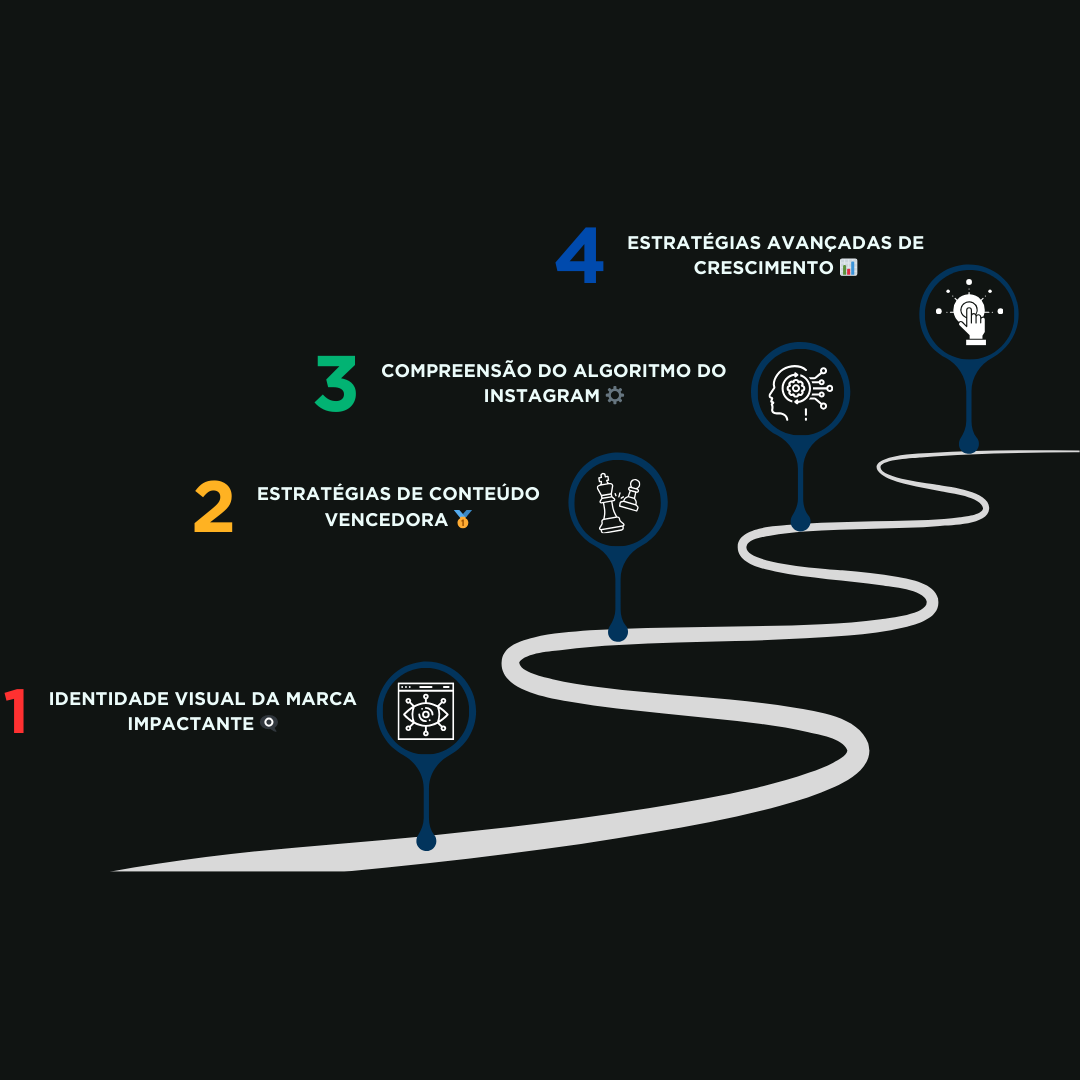 4
ESTRATÉGIAS AVANÇADAS DE
CRESCIMENTO 📊
3
COMPREENSÃO DO ALGORITMO DO
INSTAGRAM ⚙️
2
ESTRATÉGIAS DE CONTEÚDO
VENCEDORA 🏅
1
IDENTIDADE VISUAL DA MARCA
IMPACTANTE